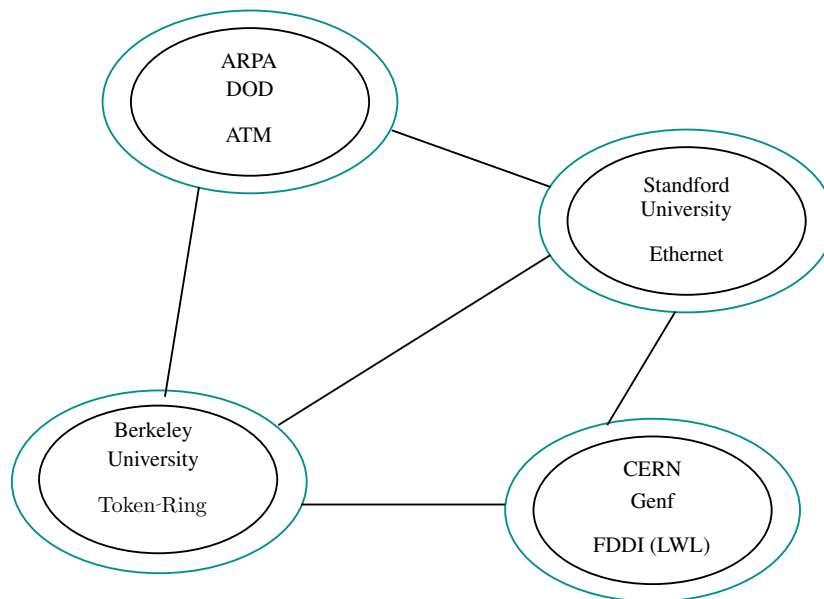 ARPA
DOD
ATM
Standford
University
Ethernet
Berkeley
University
Token-Ring
CERN
Genf
FDDI (LWL)